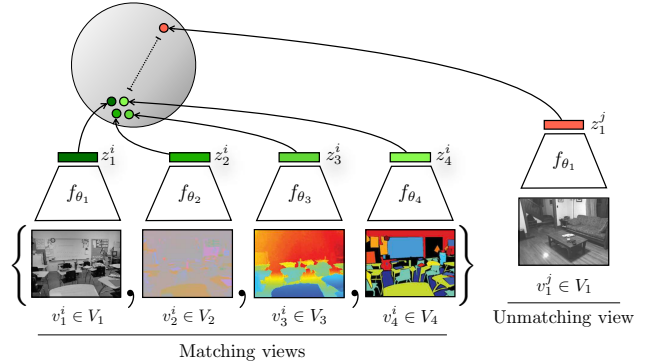 z_1^i z_2^i z_3^i z_4^i z_1^j
f_{θ_1} f_{θ_2} f_{θ_3} f_{θ_4} f_{θ_1}
{ , , , }
v_1^i ∈ V_1 v_2^i ∈ V_2 v_3^i ∈ V_3 v_4^i ∈ V_4 v_1^j ∈ V_1
Matching views
Unmatching view